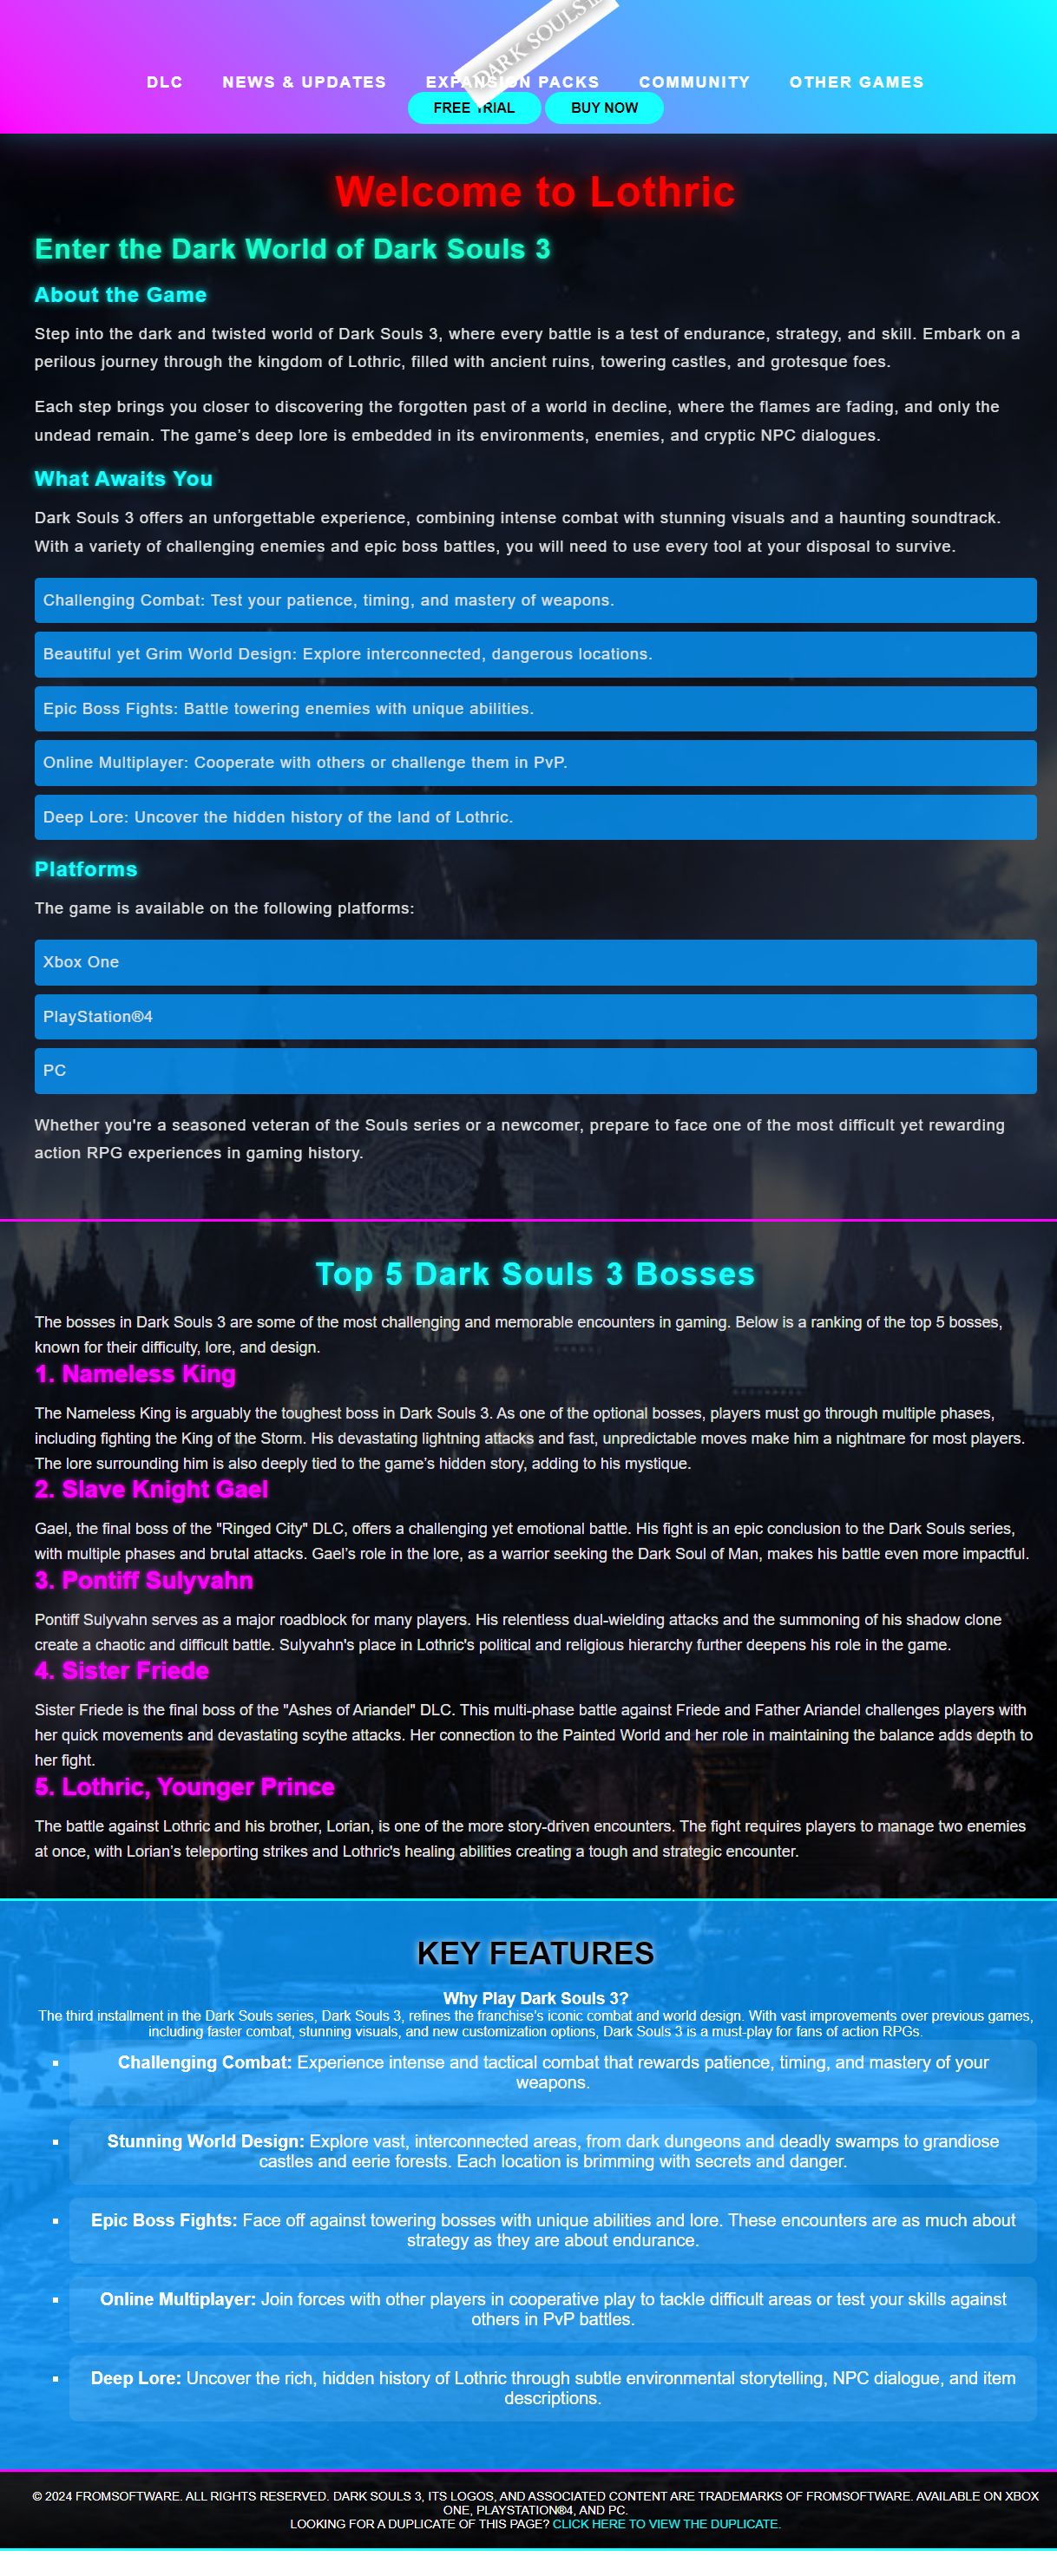 DARK SOULS III
DLC NEWS & UPDATES EXPANSION PACKS COMMUNITY OTHER GAMES
FREE TRIAL BUY NOW
Welcome to Lothric
Enter the Dark World of Dark Souls 3
About the Game
Step into the dark and twisted world of Dark Souls 3, where every battle is a test of endurance, strategy, and skill. Embark on a
perilous journey through the kingdom of Lothric, filled with ancient ruins, towering castles, and grotesque foes.
Each step brings you closer to discovering the forgotten past of a world in decline, where the flames are fading, and only the
undead remain. The game's deep lore is embedded in its environments, enemies, and cryptic NPC dialogues.
What Awaits You
Dark Souls 3 offers an unforgettable experience, combining intense combat with stunning visuals and a haunting soundtrack.
With a variety of challenging enemies and epic boss battles, you will need to use every tool at your disposal to survive.
Challenging Combat: Test your patience, timing, and mastery of weapons.
Beautiful yet Grim World Design: Explore interconnected, dangerous locations.
Epic Boss Fights: Battle towering enemies with unique abilities.
Online Multiplayer: Cooperate with others or challenge them in PvP.
Deep Lore: Uncover the hidden history of the land of Lothric.
Platforms
The game is available on the following platforms:
Xbox One
PlayStation®4
PC
Whether you're a seasoned veteran of the Souls series or a newcomer, prepare to face one of the most difficult yet rewarding
action RPG experiences in gaming history.
Top 5 Dark Souls 3 Bosses
The bosses in Dark Souls 3 are some of the most challenging and memorable encounters in gaming. Below is a ranking of the top 5 bosses,
known for their difficulty, lore, and design.
1. Nameless King
The Nameless King is arguably the toughest boss in Dark Souls 3. As one of the optional bosses, players must go through multiple phases,
including fighting the King of the Storm. His devastating lightning attacks and fast, unpredictable moves make him a nightmare for most players.
The lore surrounding him is also deeply tied to the game's hidden story, adding to his mystique.
2. Slave Knight Gael
Gael, the final boss of the "Ringed City" DLC, offers a challenging yet emotional battle. His fight is an epic conclusion to the Dark Souls series,
with multiple phases and brutal attacks. Gael's role in the lore, as a warrior seeking the Dark Soul of Man, makes his battle even more impactful.
3. Pontiff Sulyvahn
Pontiff Sulyvahn serves as a major roadblock for many players. His relentless dual-wielding attacks and the summoning of his shadow clone
create a chaotic and difficult battle. Sulyvahn's place in Lothric's political and religious hierarchy further deepens his role in the game.
4. Sister Friede
Sister Friede is the final boss of the "Ashes of Ariandel" DLC. This multi-phase battle against Friede and Father Ariandel challenges players with
her quick movements and devastating scythe attacks. Her connection to the Painted World and her role in maintaining the balance adds depth to
her fight.
5. Lothric, Younger Prince
The battle against Lothric and his brother, Lorian, is one of the more story-driven encounters. The fight requires players to manage two enemies
at once, with Lorian's teleporting strikes and Lothric's healing abilities creating a tough and strategic encounter.
KEY FEATURES
Why Play Dark Souls 3?
The third installment in the Dark Souls series, Dark Souls 3, refines the franchise's iconic combat and world design. With vast improvements over previous games,
including faster combat, stunning visuals, and new customization options, Dark Souls 3 is a must-play for fans of action RPGs.
Challenging Combat: Experience intense and tactical combat that rewards patience, timing, and mastery of your
weapons.
Stunning World Design: Explore vast, interconnected areas, from dark dungeons and deadly swamps to grandiose
castles and eerie forests. Each location is brimming with secrets and danger.
Epic Boss Fights: Face off against towering bosses with unique abilities and lore. These encounters are as much about
strategy as they are about endurance.
Online Multiplayer: Join forces with other players in cooperative play to tackle difficult areas or test your skills against
others in PvP battles.
Deep Lore: Uncover the rich, hidden history of Lothric through subtle environmental storytelling, NPC dialogue, and item
descriptions.
© 2024 FROMSOFTWARE. ALL RIGHTS RESERVED. DARK SOULS 3, ITS LOGOS, AND ASSOCIATED CONTENT ARE TRADEMARKS OF FROMSOFTWARE. AVAILABLE ON XBOX
ONE, PLAYSTATION®4, AND PC.
LOOKING FOR A DUPLICATE OF THIS PAGE? CLICK HERE TO VIEW THE DUPLICATE.